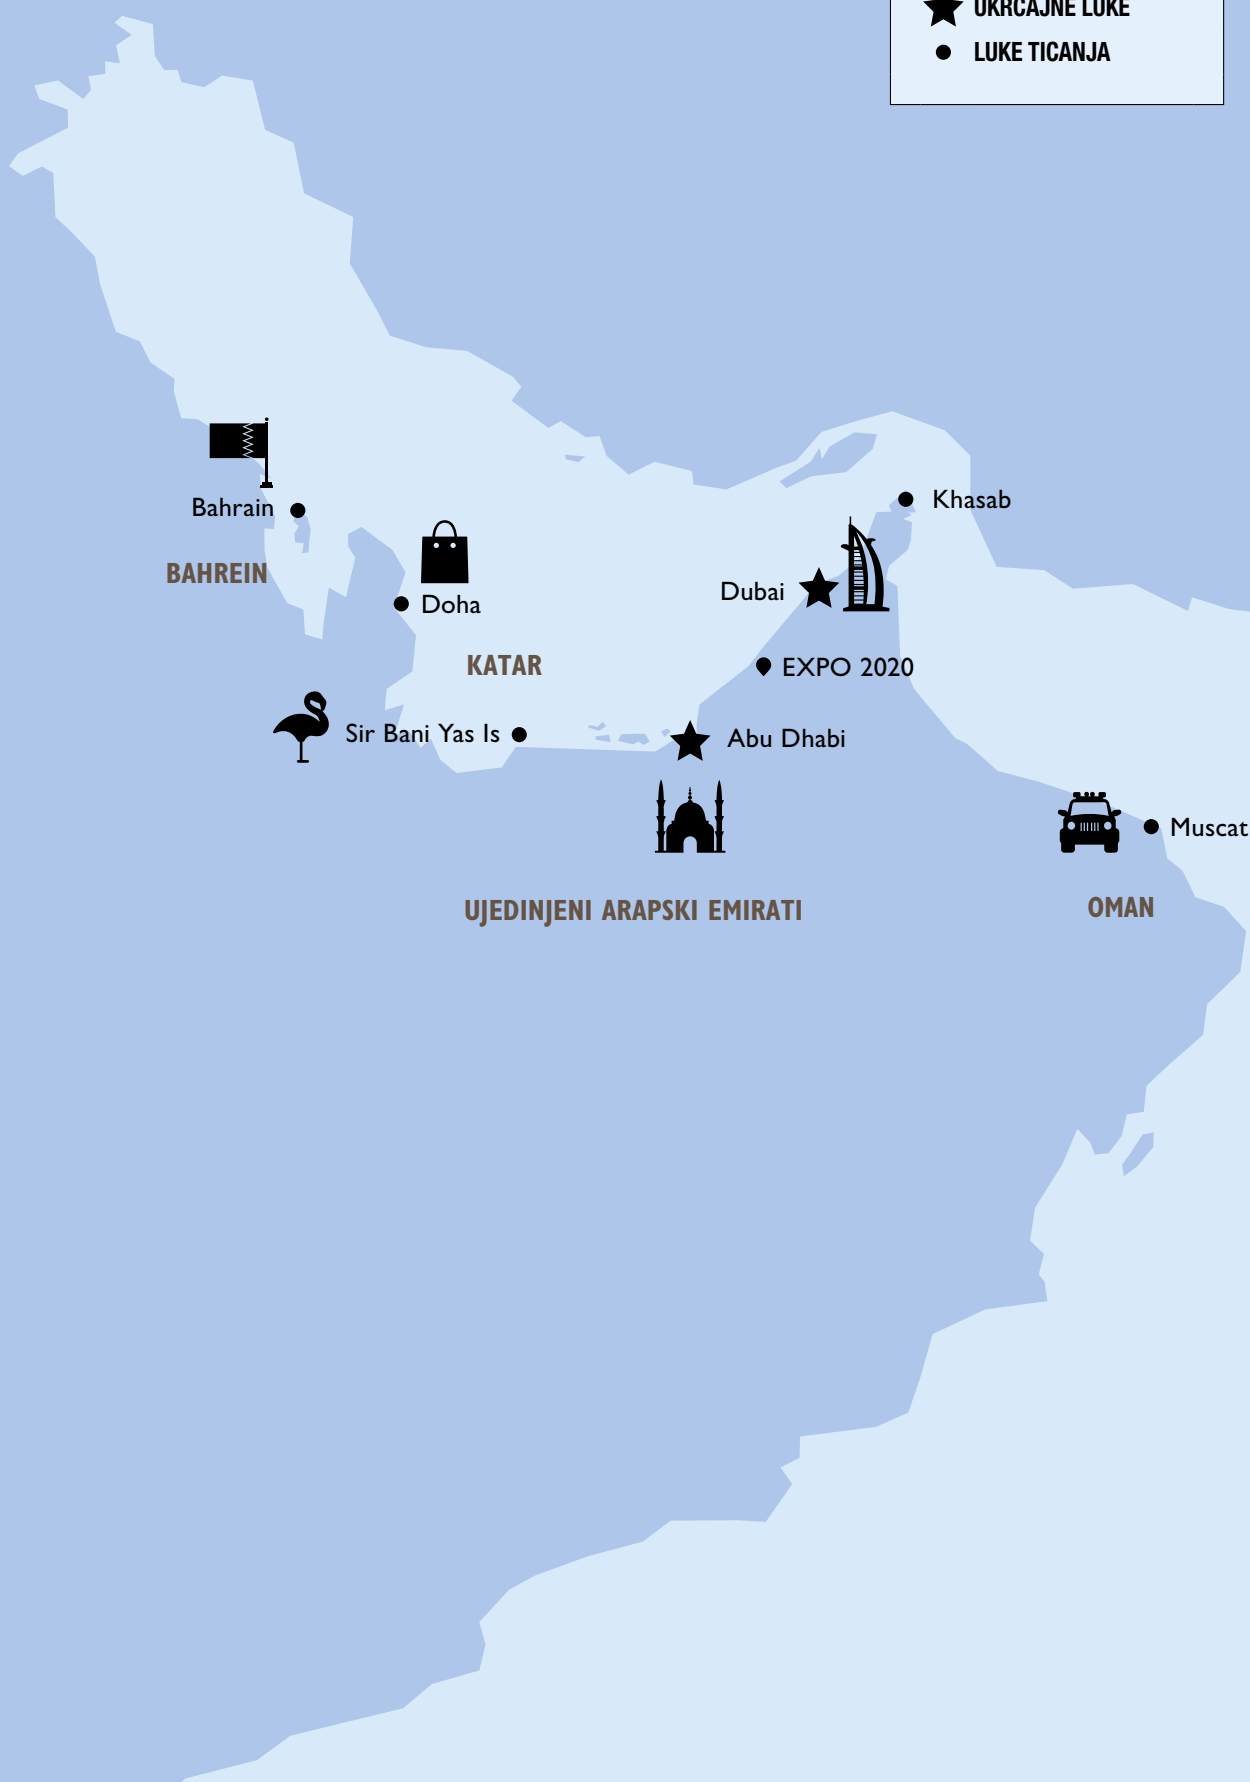 UKRCAJNE LUKE
LUKE TICANJA
Bahrain
Khasab
BAHREIN
Doha
Dubai
KATAR
EXPO 2020
Sir Bani Yas Is
Abu Dhabi
Muscat
UJEDINJENI ARAPSKI EMIRATI
OMAN